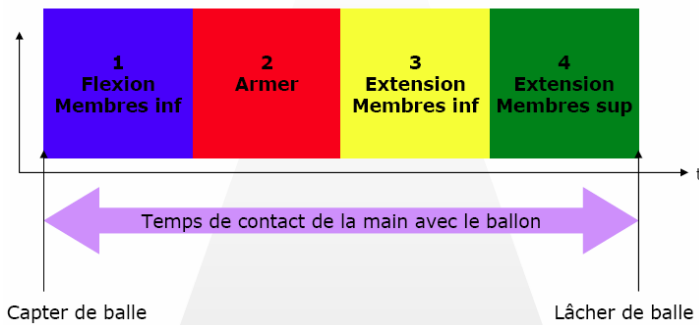 1
Flexion
Membres inf
2
Armer
3
Extension
Membres inf
4
Extension
Membres sup
t
Temps de contact de la main avec le ballon
Capter de balle
Lâcher de balle